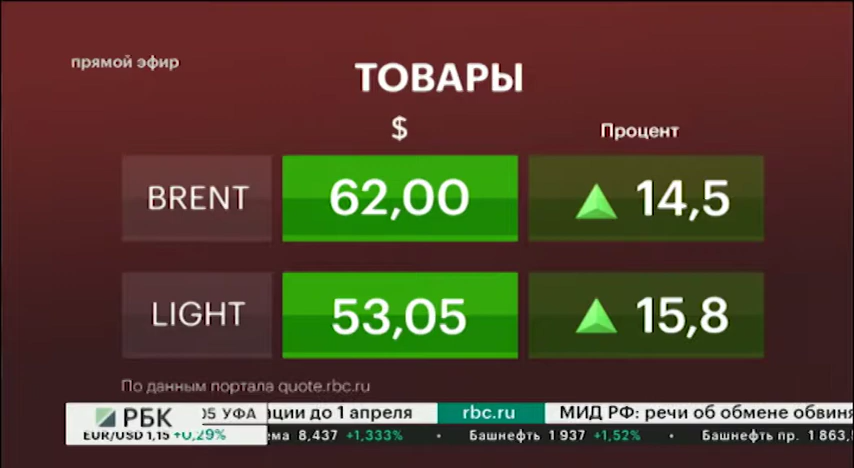 прямой эфир
ТОВАРЫ
$ Процент
BRENT 62,00 14,5
LIGHT 53,05 15,8
По данным портала quote.rbc.ru
РБК :05 УФА ации до 1 апреля rbc.ru МИД РФ: речи об обмене обвиня
EUR/USD 1,15 +0,29% ема 8,437 +1,333% • Башнефть 1 937 +1,52% • Башнефть пр. 1 863,